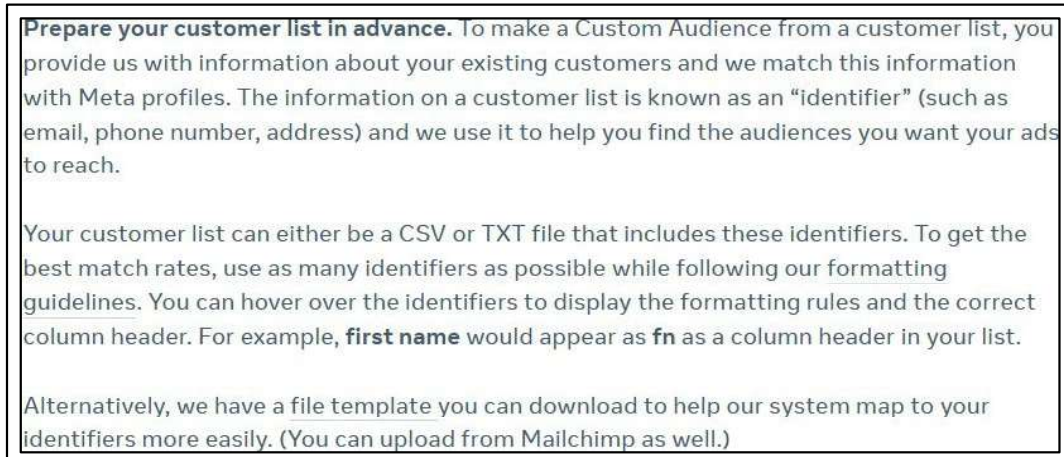 Prepare your customer list in advance. To make a Custom Audience from a customer list, you
provide us with information about your existing customers and we match this information
with Meta profiles. The information on a customer list is known as an “identifier” (such as
email, phone number, address) and we use it to help you find the audiences you want your ads
to reach.
Your customer list can either be a CSV or TXT file that includes these identifiers. To get the
best match rates, use as many identifiers as possible while following our formatting
guidelines. You can hover over the identifiers to display the formatting rules and the correct
column header. For example, first name would appear as fn as a column header in your list.
Alternatively, we have a file template you can download to help our system map to your
identifiers more easily. (You can upload from Mailchimp as well.)